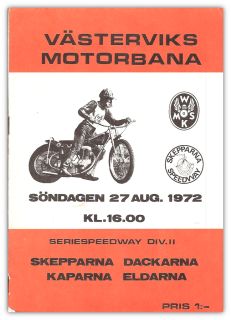 VÄSTERVIKS
MOTORBANA
WMSK
SKEPPARNA
SPEEDWAY
SÖNDAGEN 27 AUG. 1972
KL.16.00
SERIESPEEDWAY DIV.II
SKEPPARNA DACKARNA
KAPARNA ELDARNA
PRIS 1:-